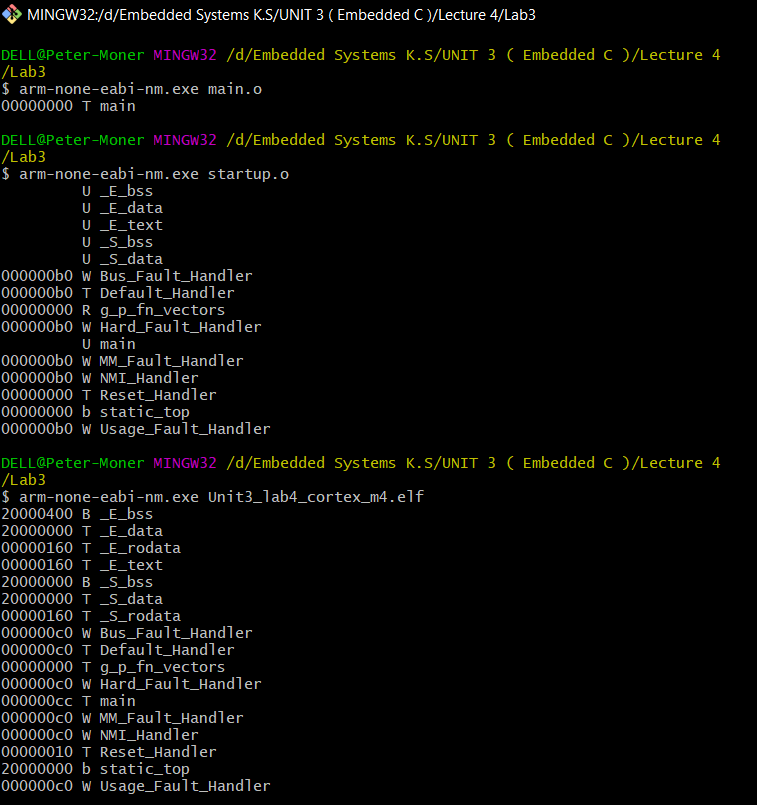 MINGW32:/d/Embedded Systems K.S/UNIT 3 ( Embedded C )/Lecture 4/Lab3
DELL@Peter-Moner MINGW32 /d/Embedded Systems K.S/UNIT 3 ( Embedded C )/Lecture 4
/Lab3
$ arm-none-eabi-nm.exe main.o
00000000 T main
DELL@Peter-Moner MINGW32 /d/Embedded Systems K.S/UNIT 3 ( Embedded C )/Lecture 4
/Lab3
$ arm-none-eabi-nm.exe startup.o
         U _E_bss
         U _E_data
         U _E_text
         U _S_bss
         U _S_data
000000b0 W Bus_Fault_Handler
000000b0 T Default_Handler
00000000 R g_p_fn_vectors
000000b0 W Hard_Fault_Handler
         U main
000000b0 W MM_Fault_Handler
000000b0 W NMI_Handler
00000000 T Reset_Handler
00000000 b static_top
000000b0 W Usage_Fault_Handler
DELL@Peter-Moner MINGW32 /d/Embedded Systems K.S/UNIT 3 ( Embedded C )/Lecture 4
/Lab3
$ arm-none-eabi-nm.exe Unit3_lab4_cortex_m4.elf
20000400 B _E_bss
20000000 T _E_data
00000160 T _E_rodata
00000160 T _E_text
20000000 B _S_bss
20000000 T _S_data
00000160 T _S_rodata
000000c0 W Bus_Fault_Handler
000000c0 T Default_Handler
00000000 T g_p_fn_vectors
000000c0 W Hard_Fault_Handler
000000cc T main
000000c0 W MM_Fault_Handler
000000c0 W NMI_Handler
00000010 T Reset_Handler
20000000 b static_top
000000c0 W Usage_Fault_Handler